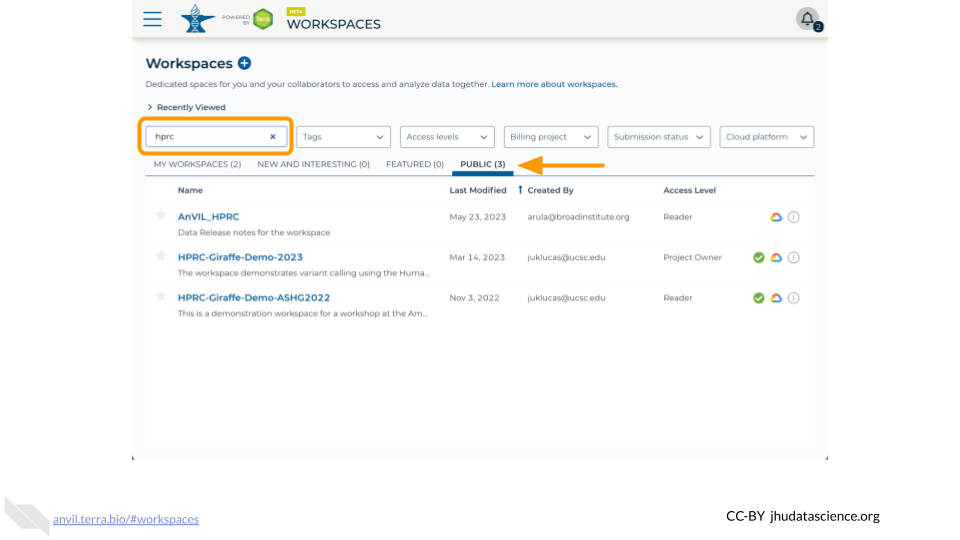 POWERED BY Terra
BETA
WORKSPACES
2
Workspaces
Dedicated spaces for you and your collaborators to access and analyze data together. Learn more about workspaces.
Recently Viewed
hprc Tags Access levels Billing project Submission status Cloud platform
MY WORKSPACES (2) NEW AND INTERESTING (0) FEATURED (0) PUBLIC (3)
Name Last Modified Created By Access Level
AnVIL_HPRC May 23, 2023 arula@broadinstitute.org Reader
Data Release notes for the workspace
HPRC-Giraffe-Demo-2023 Mar 14, 2023 juklucas@ucsc.edu Project Owner
The workspace demonstrates variant calling using the Huma...
HPRC-Giraffe-Demo-ASHG2022 Nov 3, 2022 juklucas@ucsc.edu Reader
This is a demonstration workspace for a workshop at the Am...
anvil.terra.bio/#workspaces
CC-BY jhudatascience.org